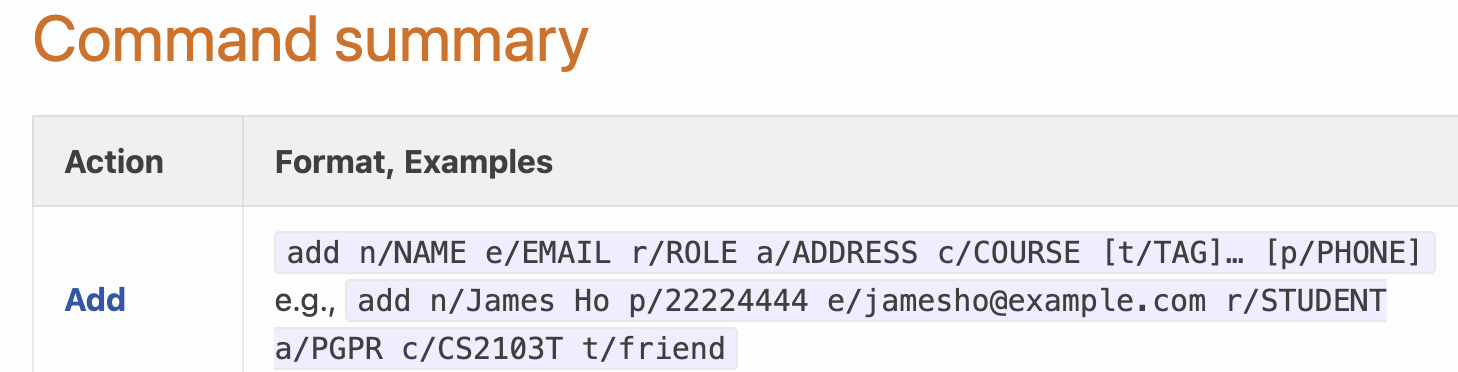 Command summary
Action Format, Examples
add n/NAME e/EMAIL r/ROLE a/ADDRESS c/COURSE [t/TAG]… [p/PHONE]
Add e.g., add n/James Ho p/22224444 e/jamesho@example.com r/STUDENT
a/PGPR c/CS2103T t/friend